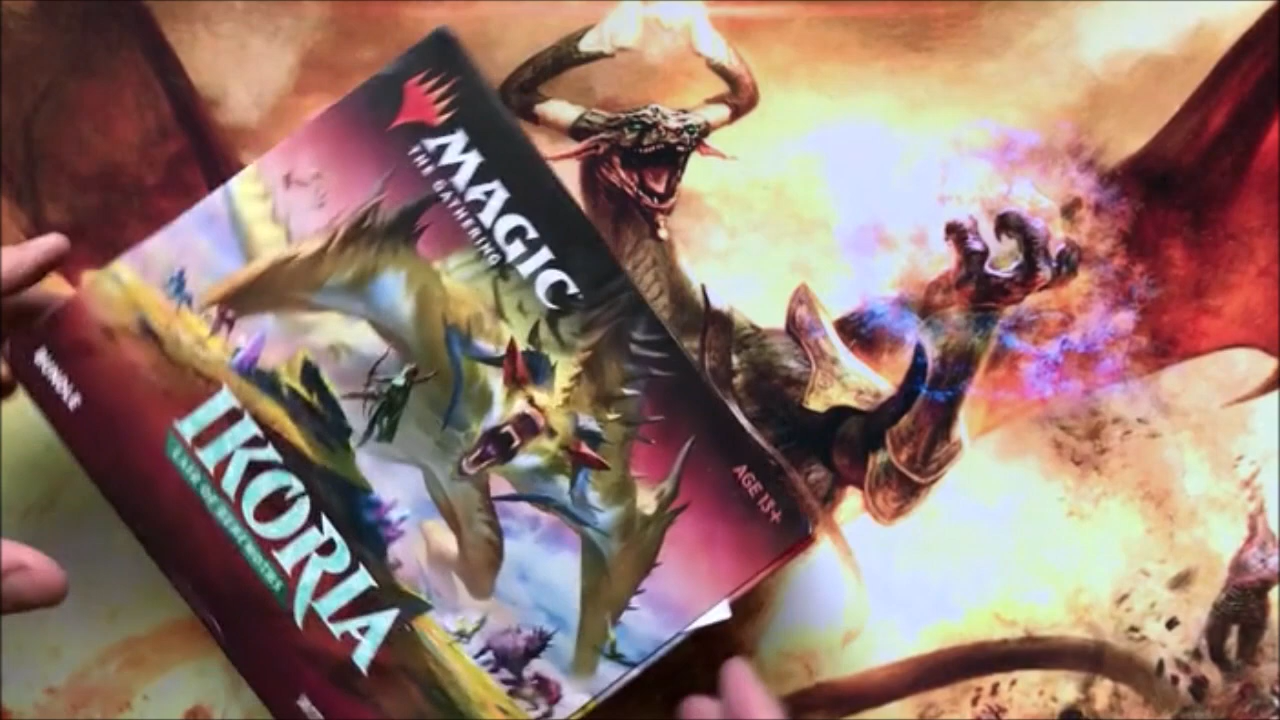 MAGIC
THE GATHERING
AGE 13+
BUNDLE
IKORIA
LAIR OF BEHEMOTHS